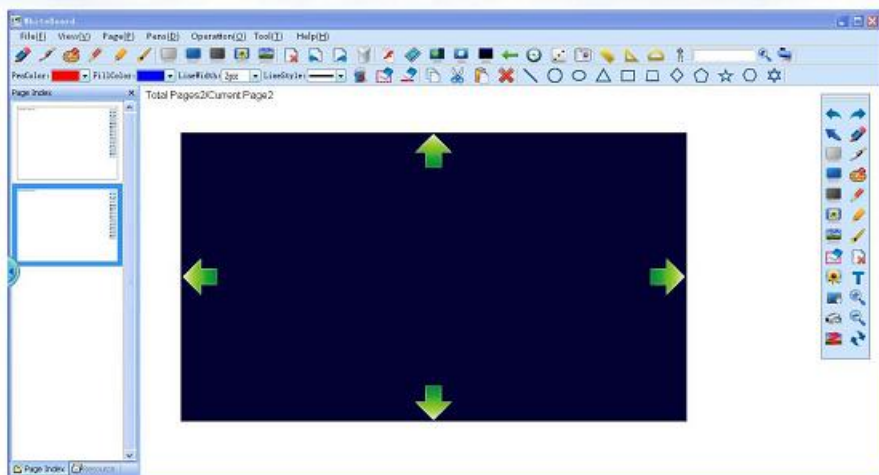 WhiteBoard
File(F) View(V) Page(P) Pens(D) Operation(O) Tool(T) Help(H)
PenColor: FillColor: LineWidth: 2px LineStyle:
Page Index
Total Pages2/Current Page2
T
Page Index Resource